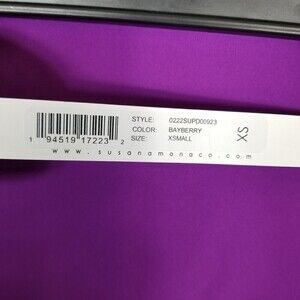 STYLE: 0222SUPD00923
COLOR: BAYBERRY
SIZE: XSMALL
XS
1 94519 17223 2
www.susanamonaco.com